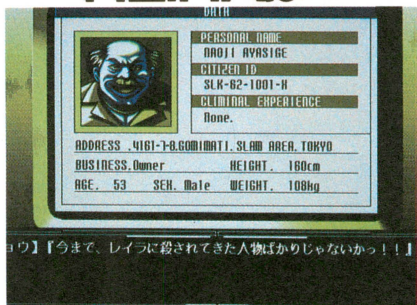 DATA
PERSONAL NAME
NAOJI AYASIGE
CITIZEN ID
SLK-62-1001-H
CLIMINAL EXPERIENCE
None.
ADDRESS .4161-7-8.GOMIMATI. SLAM AREA. TOKYO
BUSINESS.Owner HEIGHT. 160cm
AGE. 53 SEX. Male WEIGHT. 108kg
ョウ】『今まで、レイラに殺されてきた人物ばかりじゃないかっ!!』